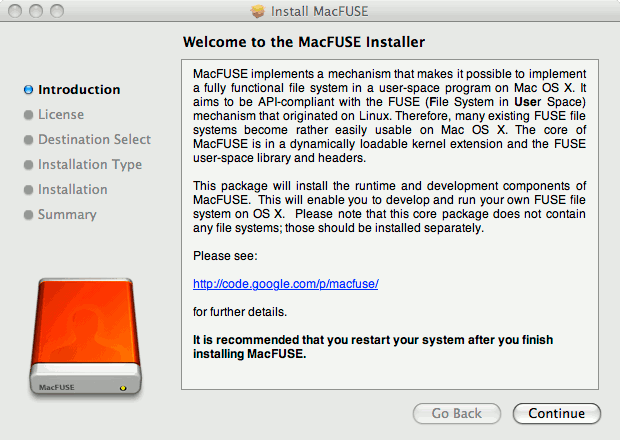 Install MacFUSE
Welcome to the MacFUSE Installer
Introduction
License
Destination Select
Installation Type
Installation
Summary
MacFUSE implements a mechanism that makes it possible to implement
a fully functional file system in a user-space program on Mac OS X. It
aims to be API-compliant with the FUSE (File System in User Space)
mechanism that originated on Linux. Therefore, many existing FUSE file
systems become rather easily usable on Mac OS X. The core of
MacFUSE is in a dynamically loadable kernel extension and the FUSE
user-space library and headers.
This package will install the runtime and development components of
MacFUSE. This will enable you to develop and run your own FUSE file
system on OS X. Please note that this core package does not contain
any file systems; those should be installed separately.
Please see:
http://code.google.com/p/macfuse/
for further details.
It is recommended that you restart your system after you finish
installing MacFUSE.
MacFUSE
Go Back
Continue